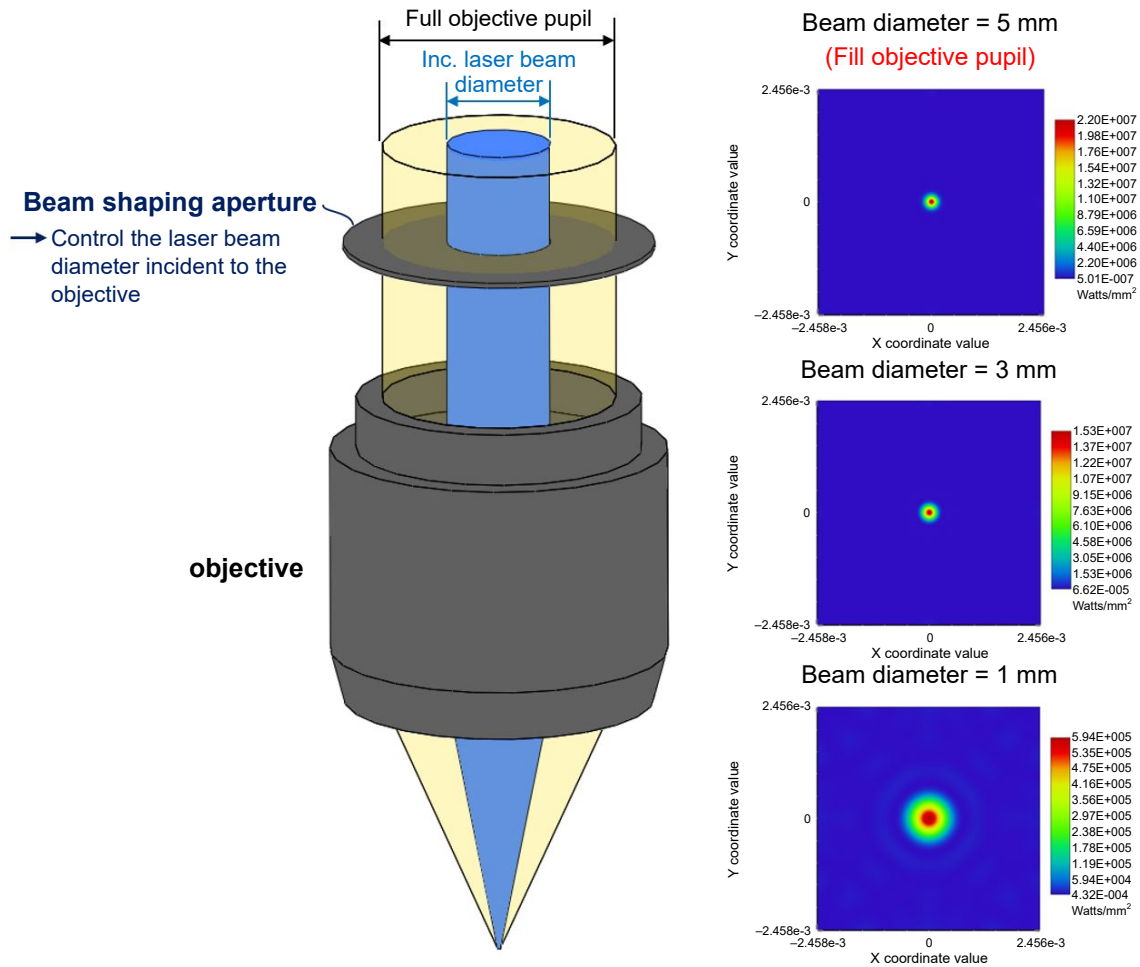 Full objective pupil
Inc. laser beam
diameter
Beam shaping aperture
→ Control the laser beam
diameter incident to the
objective
objective
Beam diameter = 5 mm
(Fill objective pupil)
2.456e-3
0
−2.458e-3
Y coordinate value
−2.458e-3 0 2.456e-3
X coordinate value
2.20E+007
1.98E+007
1.76E+007
1.54E+007
1.32E+007
1.10E+007
8.79E+006
6.59E+006
4.40E+006
2.20E+006
5.01E-007
Watts/mm²
Beam diameter = 3 mm
2.456e-3
0
−2.458e-3
Y coordinate value
−2.458e-3 0 2.456e-3
X coordinate value
1.53E+007
1.37E+007
1.22E+007
1.07E+007
9.15E+006
7.63E+006
6.10E+006
4.58E+006
3.05E+006
1.53E+006
6.62E-005
Watts/mm²
Beam diameter = 1 mm
2.456e-3
0
−2.458e-3
Y coordinate value
−2.458e-3 0 2.456e-3
X coordinate value
5.94E+005
5.35E+005
4.75E+005
4.16E+005
3.56E+005
2.97E+005
2.38E+005
1.78E+005
1.19E+005
5.94E+004
4.32E-004
Watts/mm²